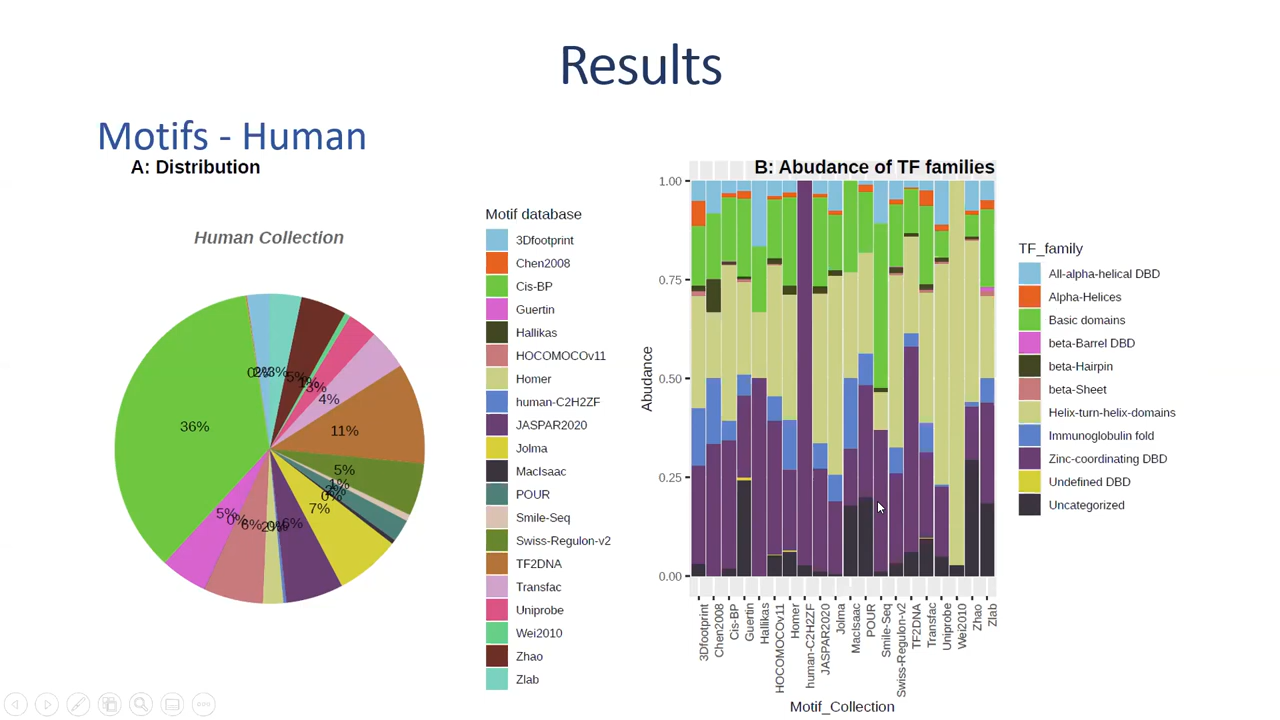 Results
Motifs - Human
A: Distribution
Human Collection
36%
5%
0%
6%
7%
5%
11%
4%
3%
5%
3%
Motif database
3Dfootprint
Chen2008
Cis-BP
Guertin
Hallikas
HOCOMOCOv11
Homer
human-C2H2ZF
JASPAR2020
Jolma
MacIsaac
POUR
Smile-Seq
Swiss-Regulon-v2
TF2DNA
Transfac
Uniprobe
Wei2010
Zhao
Zlab
B: Abudance of TF families
Abudance
1.00
0.75
0.50
0.25
0.00
3Dfootprint
Chen2008
Cis-BP
Guertin
Hallikas
HOCOMOCOv11
Homer
human-C2H2ZF
JASPAR2020
Jolma
MacIsaac
POUR
Smile-Seq
Swiss-Regulon-v2
TF2DNA
Transfac
Uniprobe
Wei2010
Zhao
Zlab
Motif_Collection
TF_family
All-alpha-helical DBD
Alpha-Helices
Basic domains
beta-Barrel DBD
beta-Hairpin
beta-Sheet
Helix-turn-helix-domains
Immunoglobulin fold
Zinc-coordinating DBD
Undefined DBD
Uncategorized